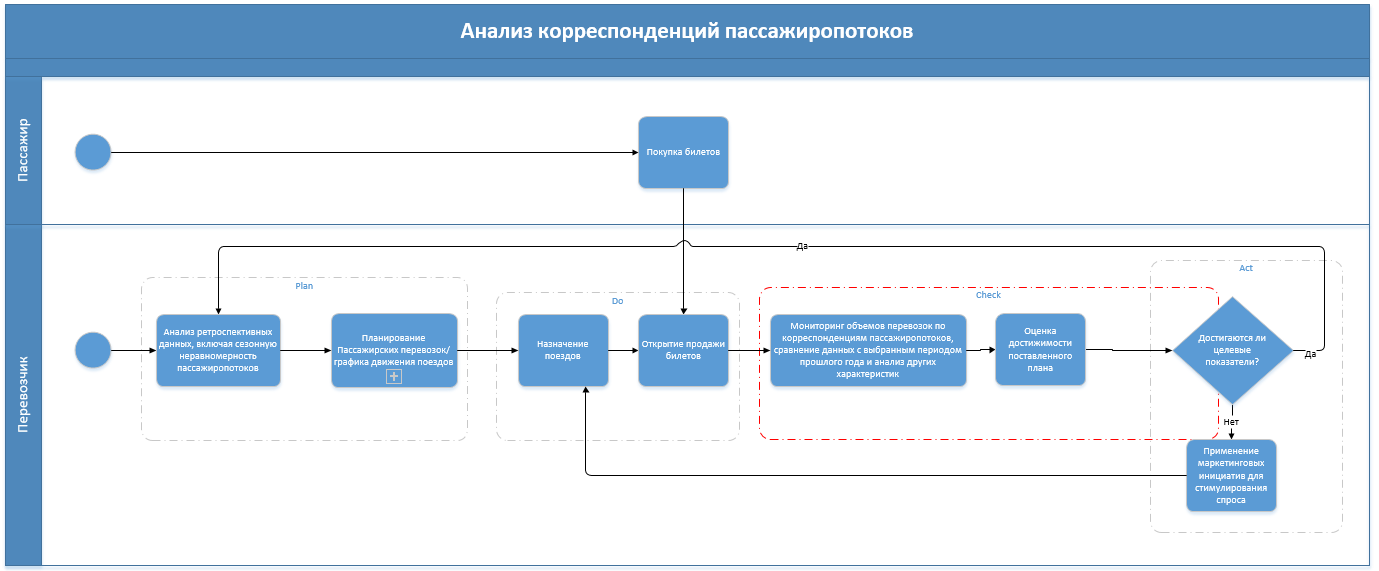 Анализ корреспонденций пассажиропотоков
Пассажир
Покупка билетов
Перевозчик
Да
Plan
Анализ ретроспективных
данных, включая сезонную
неравномерность
пассажиропотоков
Планирование
Пассажирских перевозок/
графика движения поездов
Do
Назначение
поездов
Открытие продажи
билетов
Check
Мониторинг объемов перевозок по
корреспонденциям пассажиропотоков,
сравнение данных с выбранным периодом
прошлого года и анализ других
характеристик
Оценка
достижимости
поставленного
плана
Act
Достигаются ли
целевые
показатели?
Да
Нет
Применение
маркетинговых
инициатив для
стимулирования
спроса